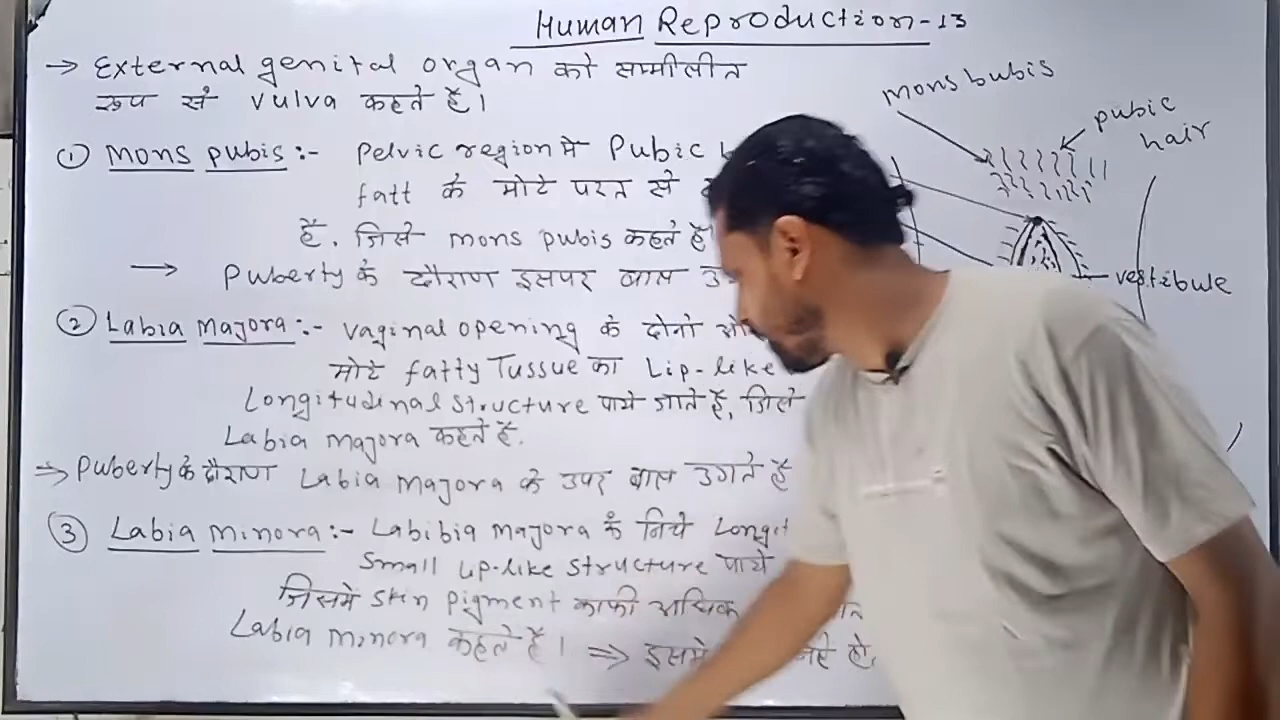 Human Reproduction-13
→ External genital organ को सम्मीलीत
रूप से vulva कहते हैं।
① Mons pubis :- Pelvic region मे Pubic
fatt के मोटे परत से
हैं, जिसे mons pubis कहते हैं
→ Puberty के दौराण इसपर बाल
② Labia Majora :- vaginal opening के दोनो
मोटे fatty Tussue का Lip-like
Longitudinal structure पाये जाते हैं, जिसे
Labia majora कहते हैं.
⇒ Puberty के दौराण Labia majora के उपर बाल उगते हैं
③ Labia Minora :- Labibia majora के निचे
Small Lip-like structure पाये
जिसमे skin pigment काफी अधिक
Labia minora कहते हैं। ⇒ इसमे
mons bubis
pubic
hair
vestibule